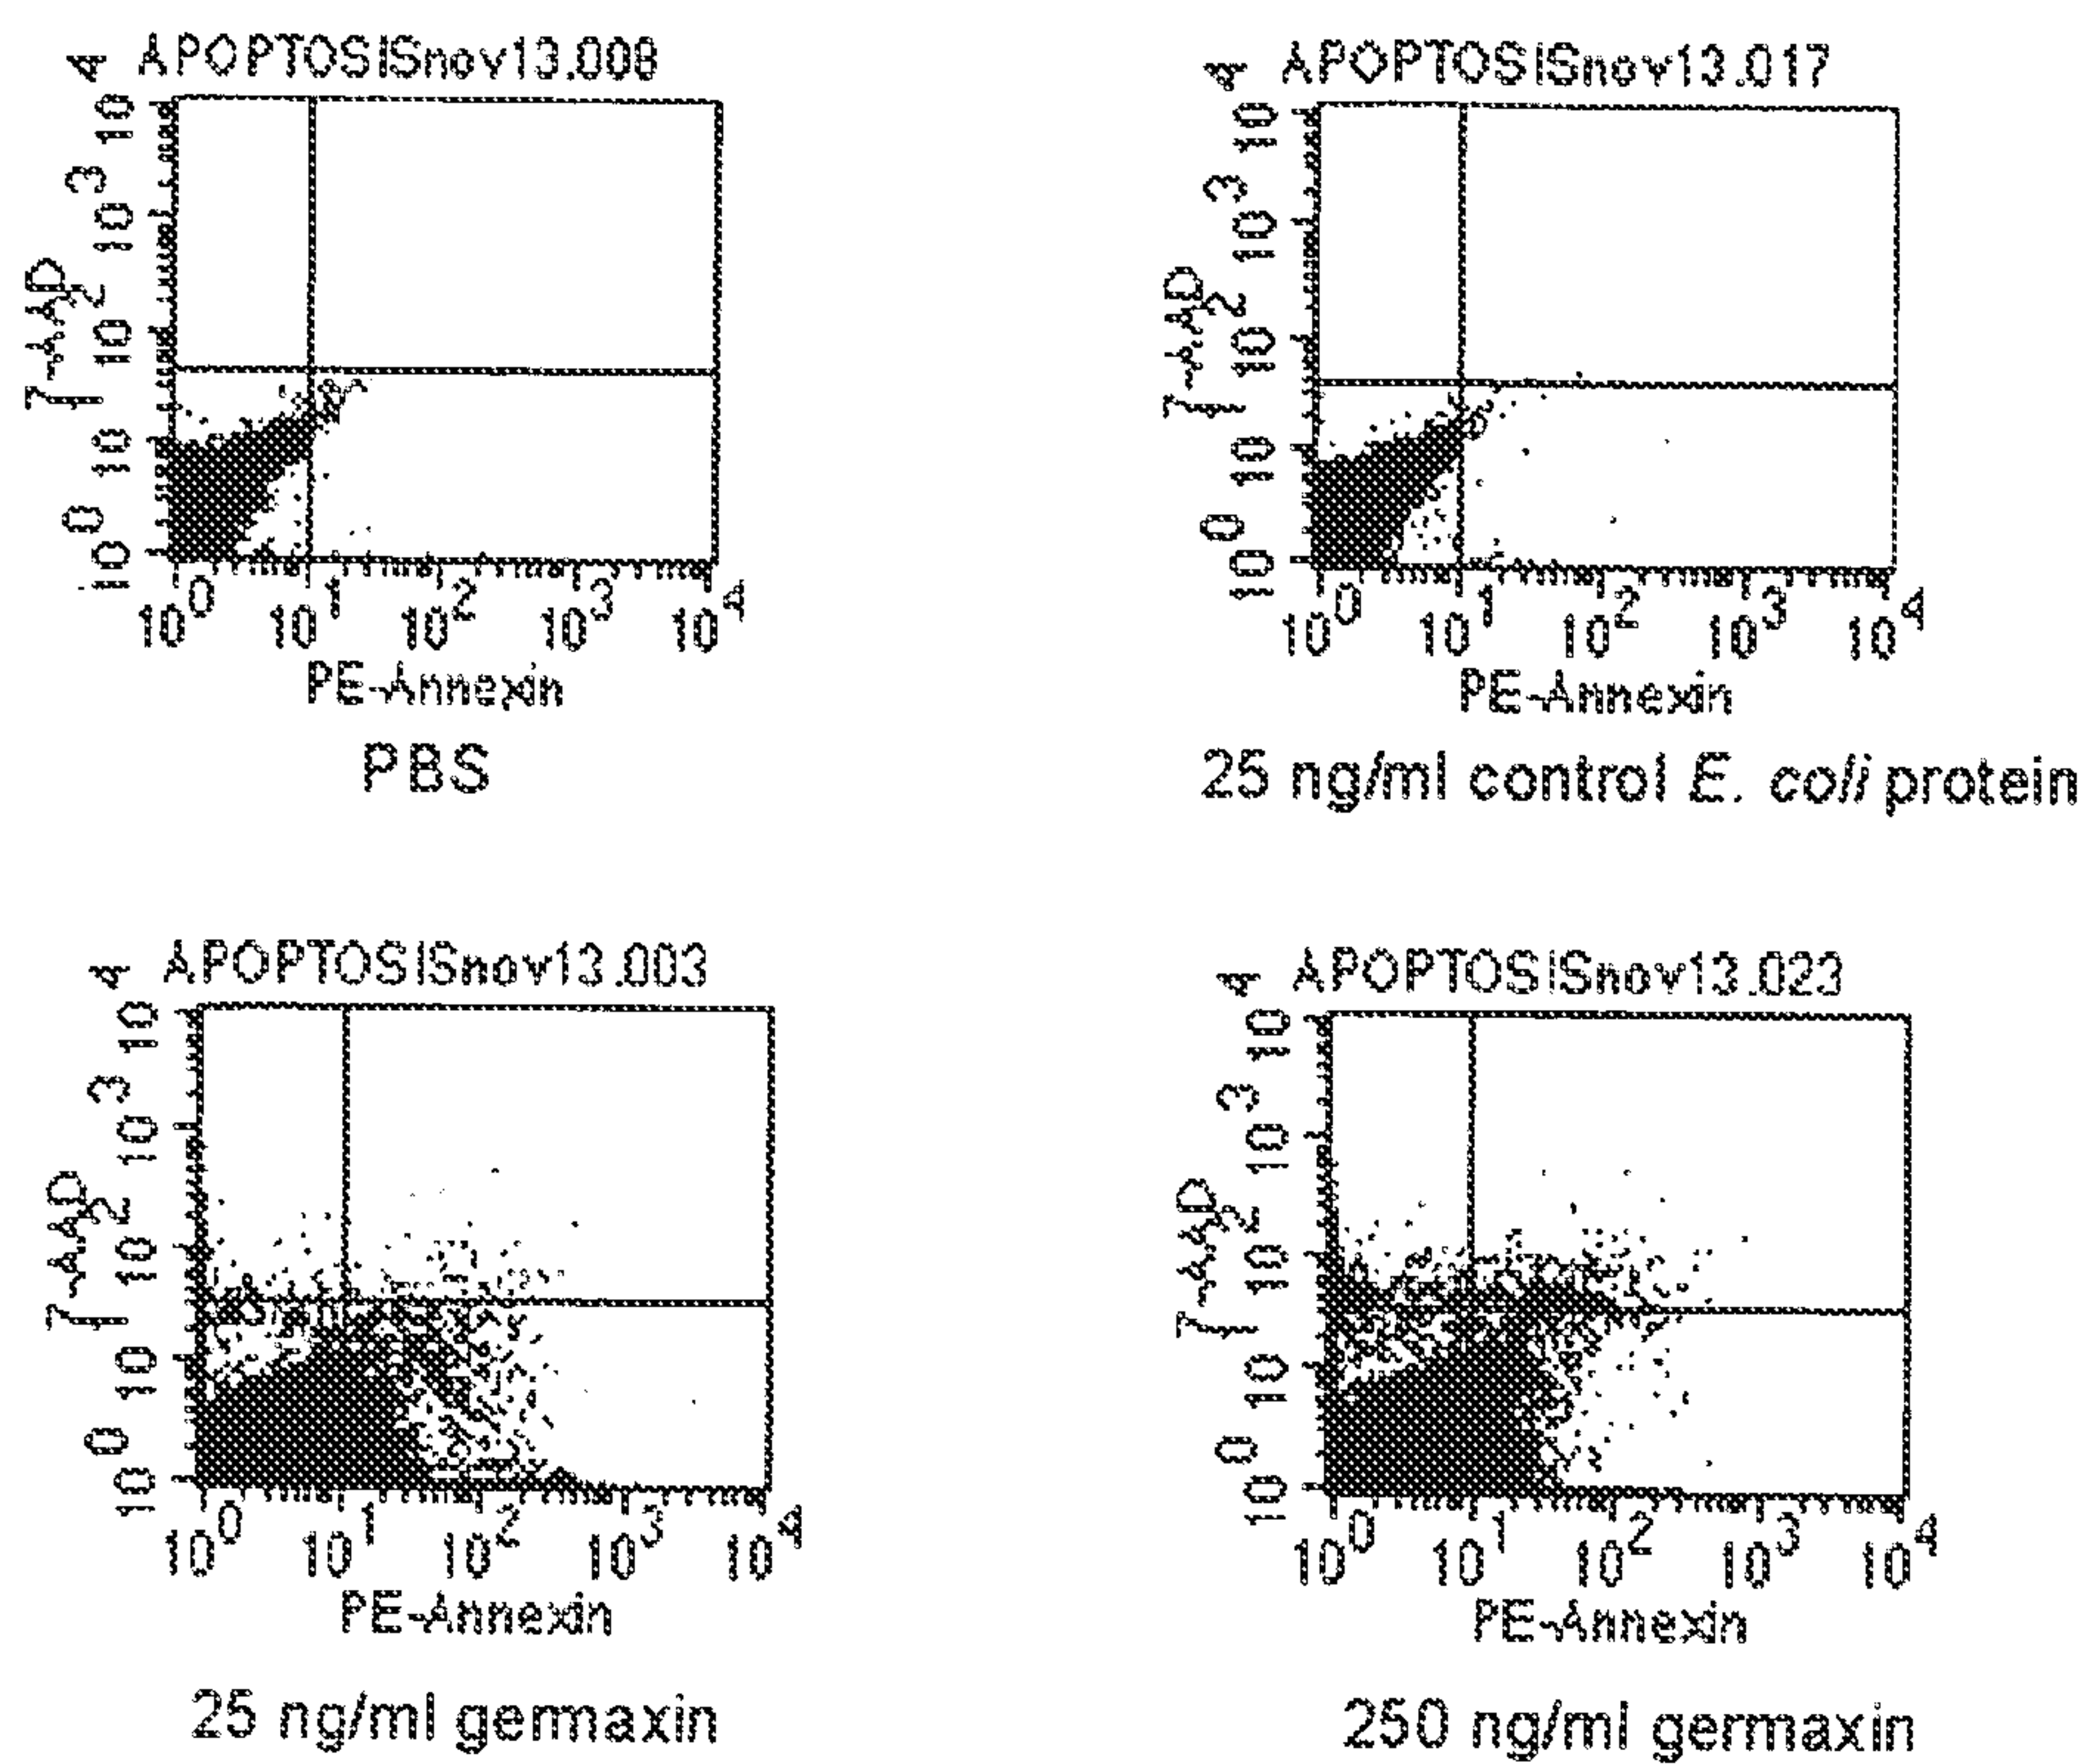 APOPTOSISnov13.008
10^4
10^3
10^2
10^1
10^0
7-AAD
10^0 10^1 10^2 10^3 10^4
PE-Annexin
PBS
APOPTOSISnov13.017
10^4
10^3
10^2
10^1
10^0
7-AAD
10^0 10^1 10^2 10^3 10^4
PE-Annexin
25 ng/ml control E. coli protein
APOPTOSISnov13.003
10^4
10^3
10^2
10^1
10^0
7-AAD
10^0 10^1 10^2 10^3 10^4
PE-Annexin
25 ng/ml germaxin
APOPTOSISnov13.023
10^4
10^3
10^2
10^1
10^0
7-AAD
10^0 10^1 10^2 10^3 10^4
PE-Annexin
250 ng/ml germaxin